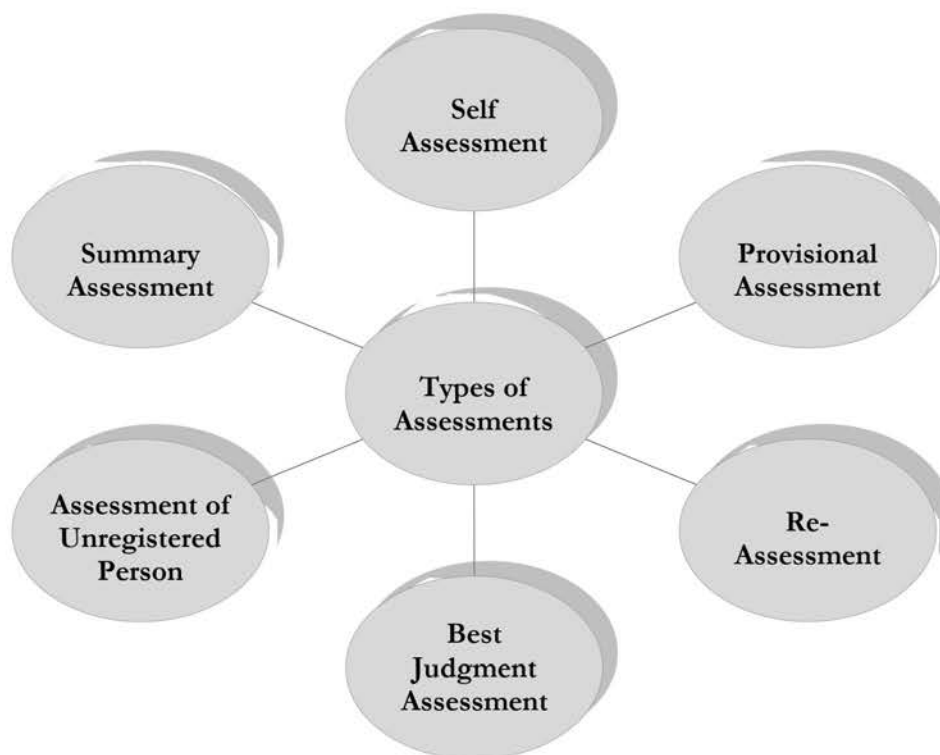 Self
Assessment
Summary
Assessment
Provisional
Assessment
Types of
Assessments
Assessment of
Unregistered
Person
Re-
Assessment
Best
Judgment
Assessment